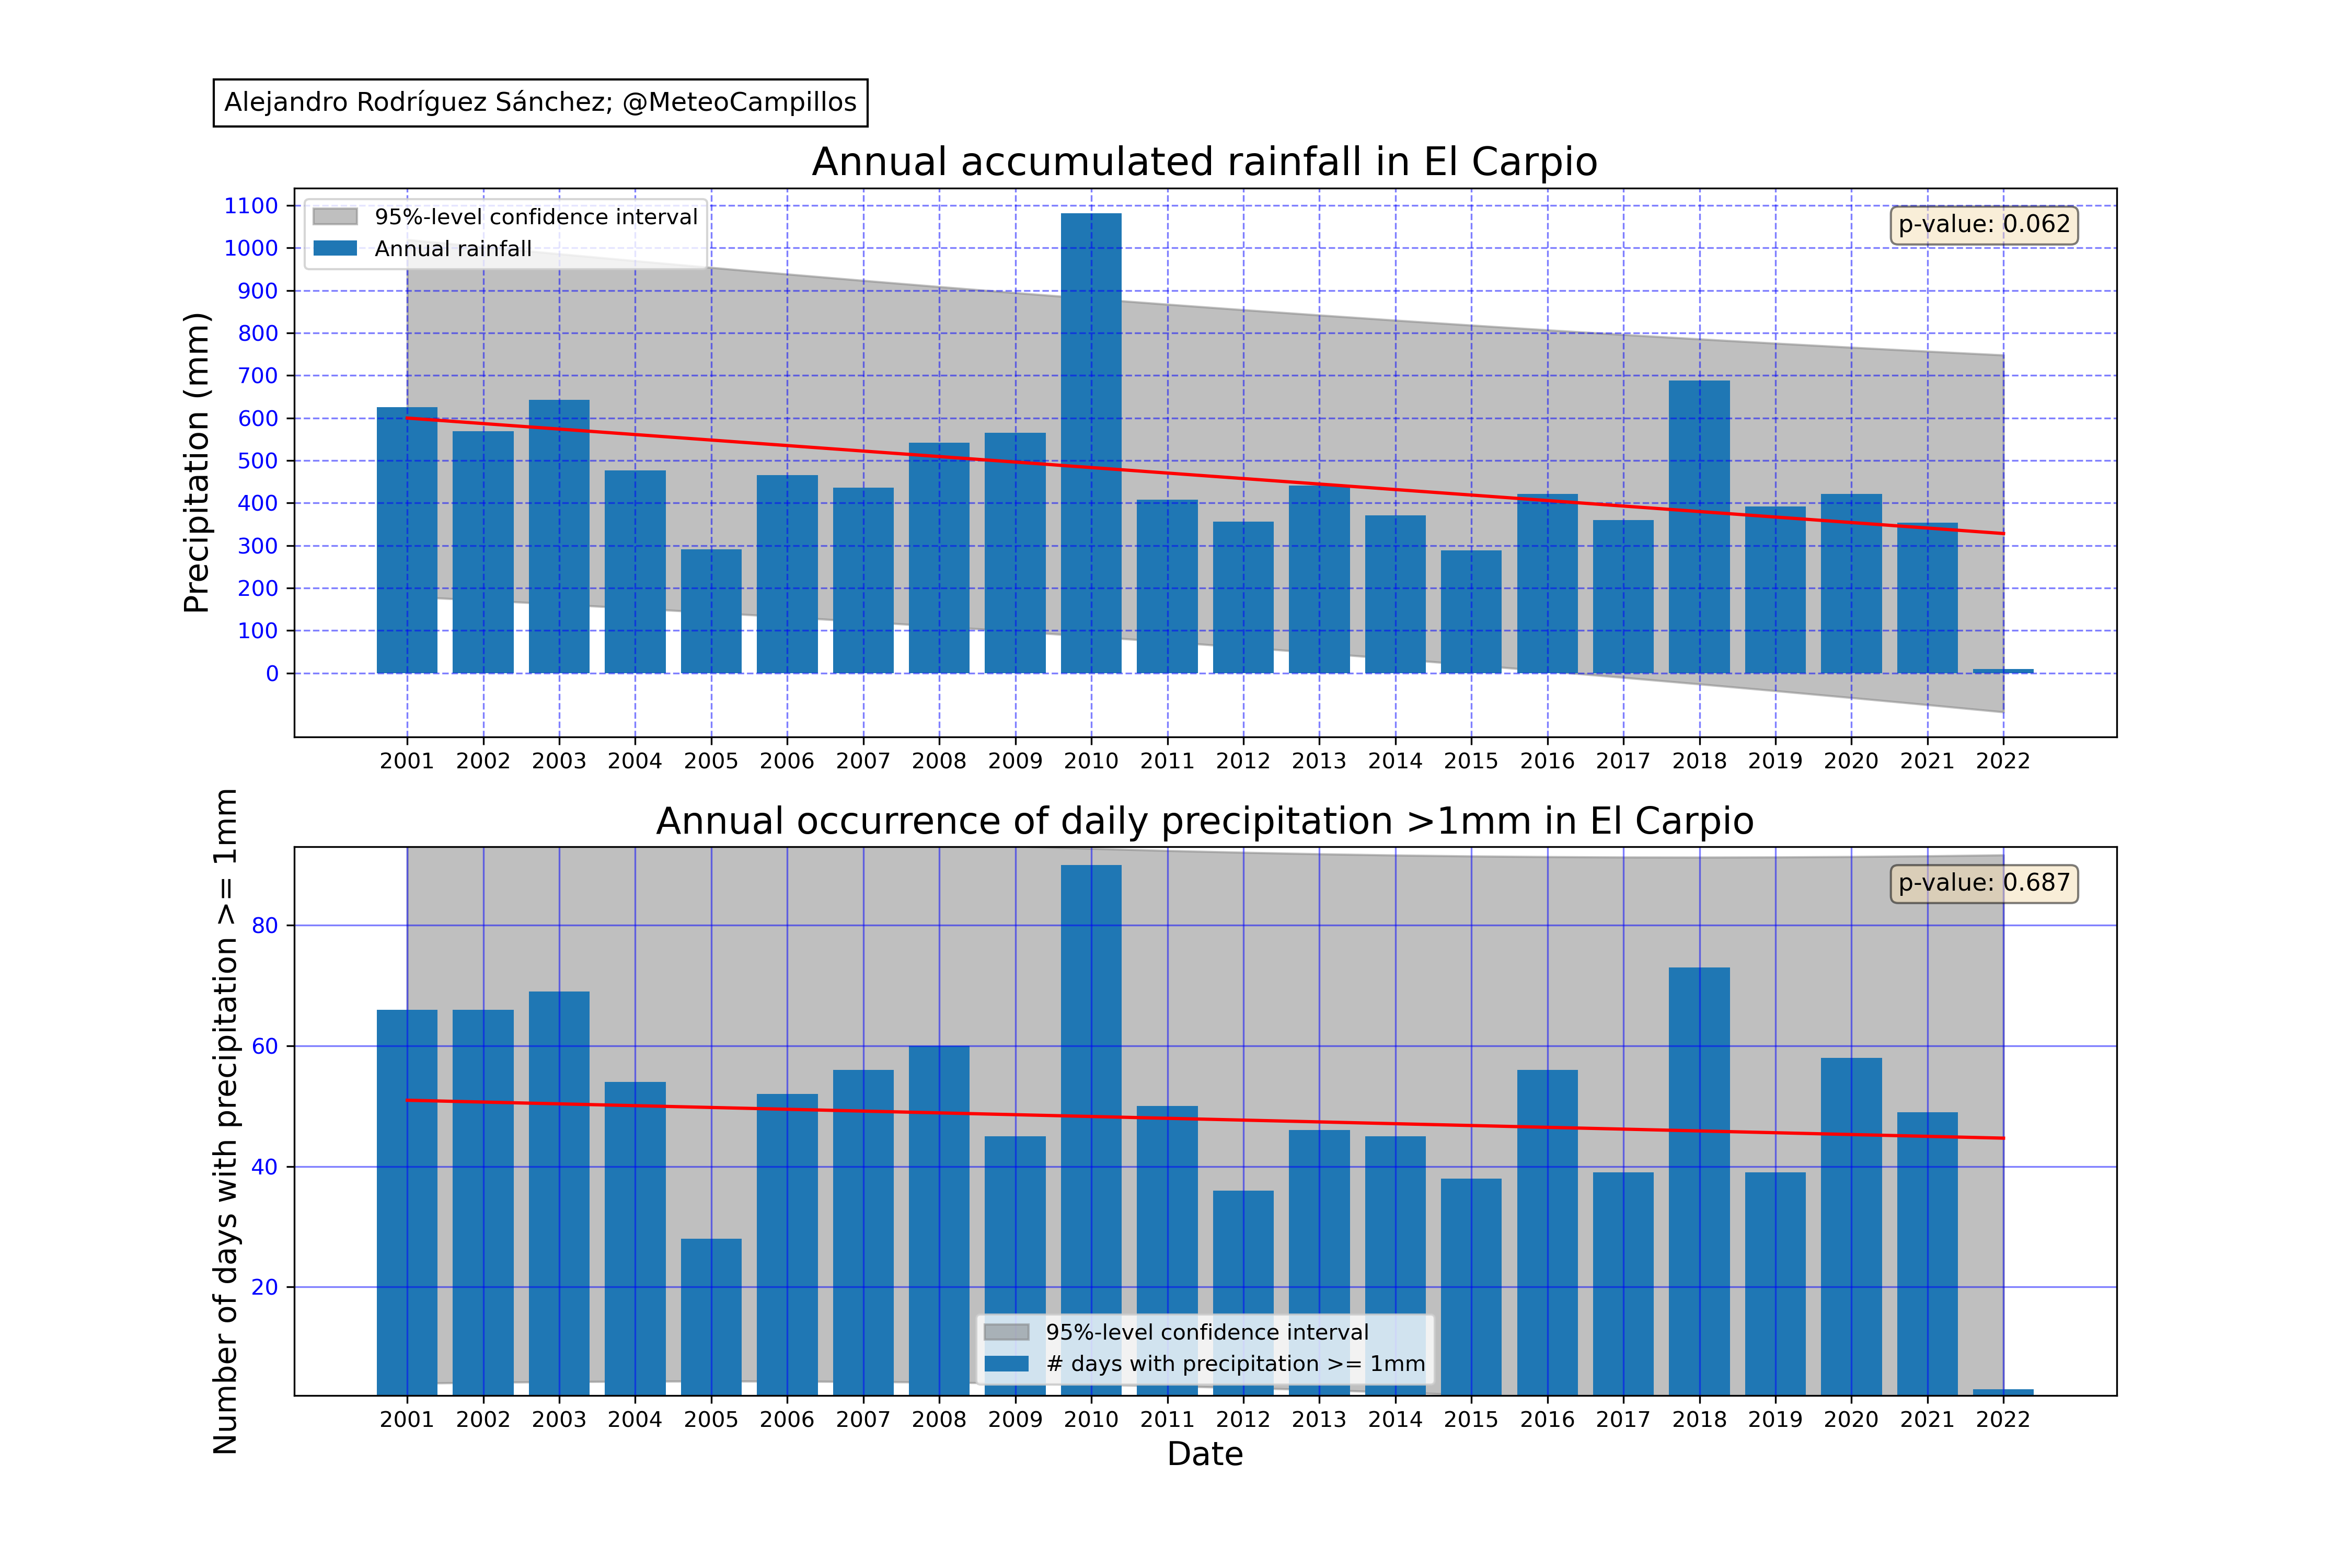 Alejandro Rodríguez Sánchez; @MeteoCampillos
Annual accumulated rainfall in El Carpio
Precipitation (mm)
1100
1000
900
800
700
600
500
400
300
200
100
0
95%-level confidence interval
Annual rainfall
p-value: 0.062
2001 2002 2003 2004 2005 2006 2007 2008 2009 2010 2011 2012 2013 2014 2015 2016 2017 2018 2019 2020 2021 2022
Annual occurrence of daily precipitation >1mm in El Carpio
Number of days with precipitation >= 1mm
80
60
40
20
p-value: 0.687
95%-level confidence interval
# days with precipitation >= 1mm
2001 2002 2003 2004 2005 2006 2007 2008 2009 2010 2011 2012 2013 2014 2015 2016 2017 2018 2019 2020 2021 2022
Date